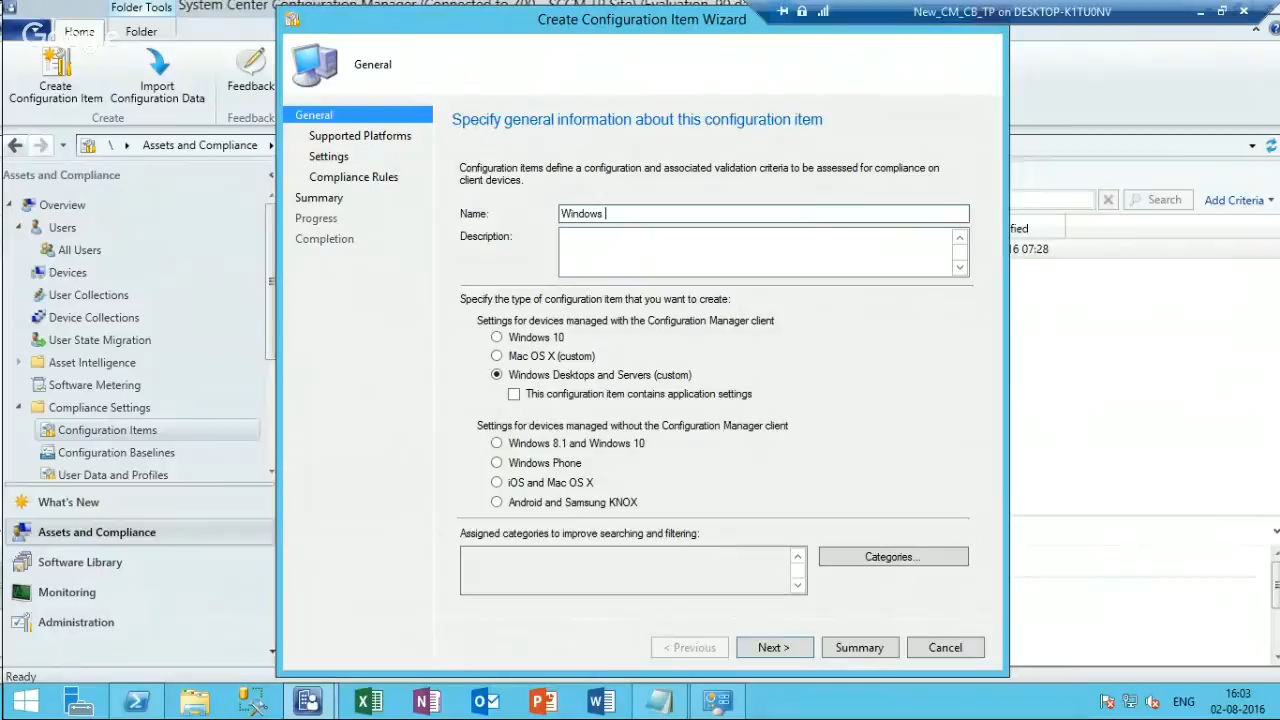 Folder Tools
System Center Configuration Manager (Connected to
Create Configuration Item Wizard
New_CM_CB_TP on DESKTOP-K1TU0NV
Home
Folder
Google
Create
Configuration Item
Import
Configuration Data
Feedback
Create
Feedback
General
\
Assets and Compliance
Assets and Compliance
Overview
Users
All Users
Devices
User Collections
Device Collections
User State Migration
Asset Intelligence
Software Metering
Compliance Settings
Configuration Items
Configuration Baselines
User Data and Profiles
What's New
Assets and Compliance
Software Library
Monitoring
Administration
Ready
General
Supported Platforms
Settings
Compliance Rules
Summary
Progress
Completion
Specify general information about this configuration item
Configuration items define a configuration and associated validation criteria to be assessed for compliance on
client devices.
Name:
Windows
Description:
Specify the type of configuration item that you want to create:
Settings for devices managed with the Configuration Manager client
Windows 10
Mac OS X (custom)
Windows Desktops and Servers (custom)
This configuration item contains application settings
Settings for devices managed without the Configuration Manager client
Windows 8.1 and Windows 10
Windows Phone
iOS and Mac OS X
Android and Samsung KNOX
Assigned categories to improve searching and filtering:
Categories...
< Previous
Next >
Summary
Cancel
Search
Add Criteria
fied
16 07:28
ENG
16:03
02-08-2016